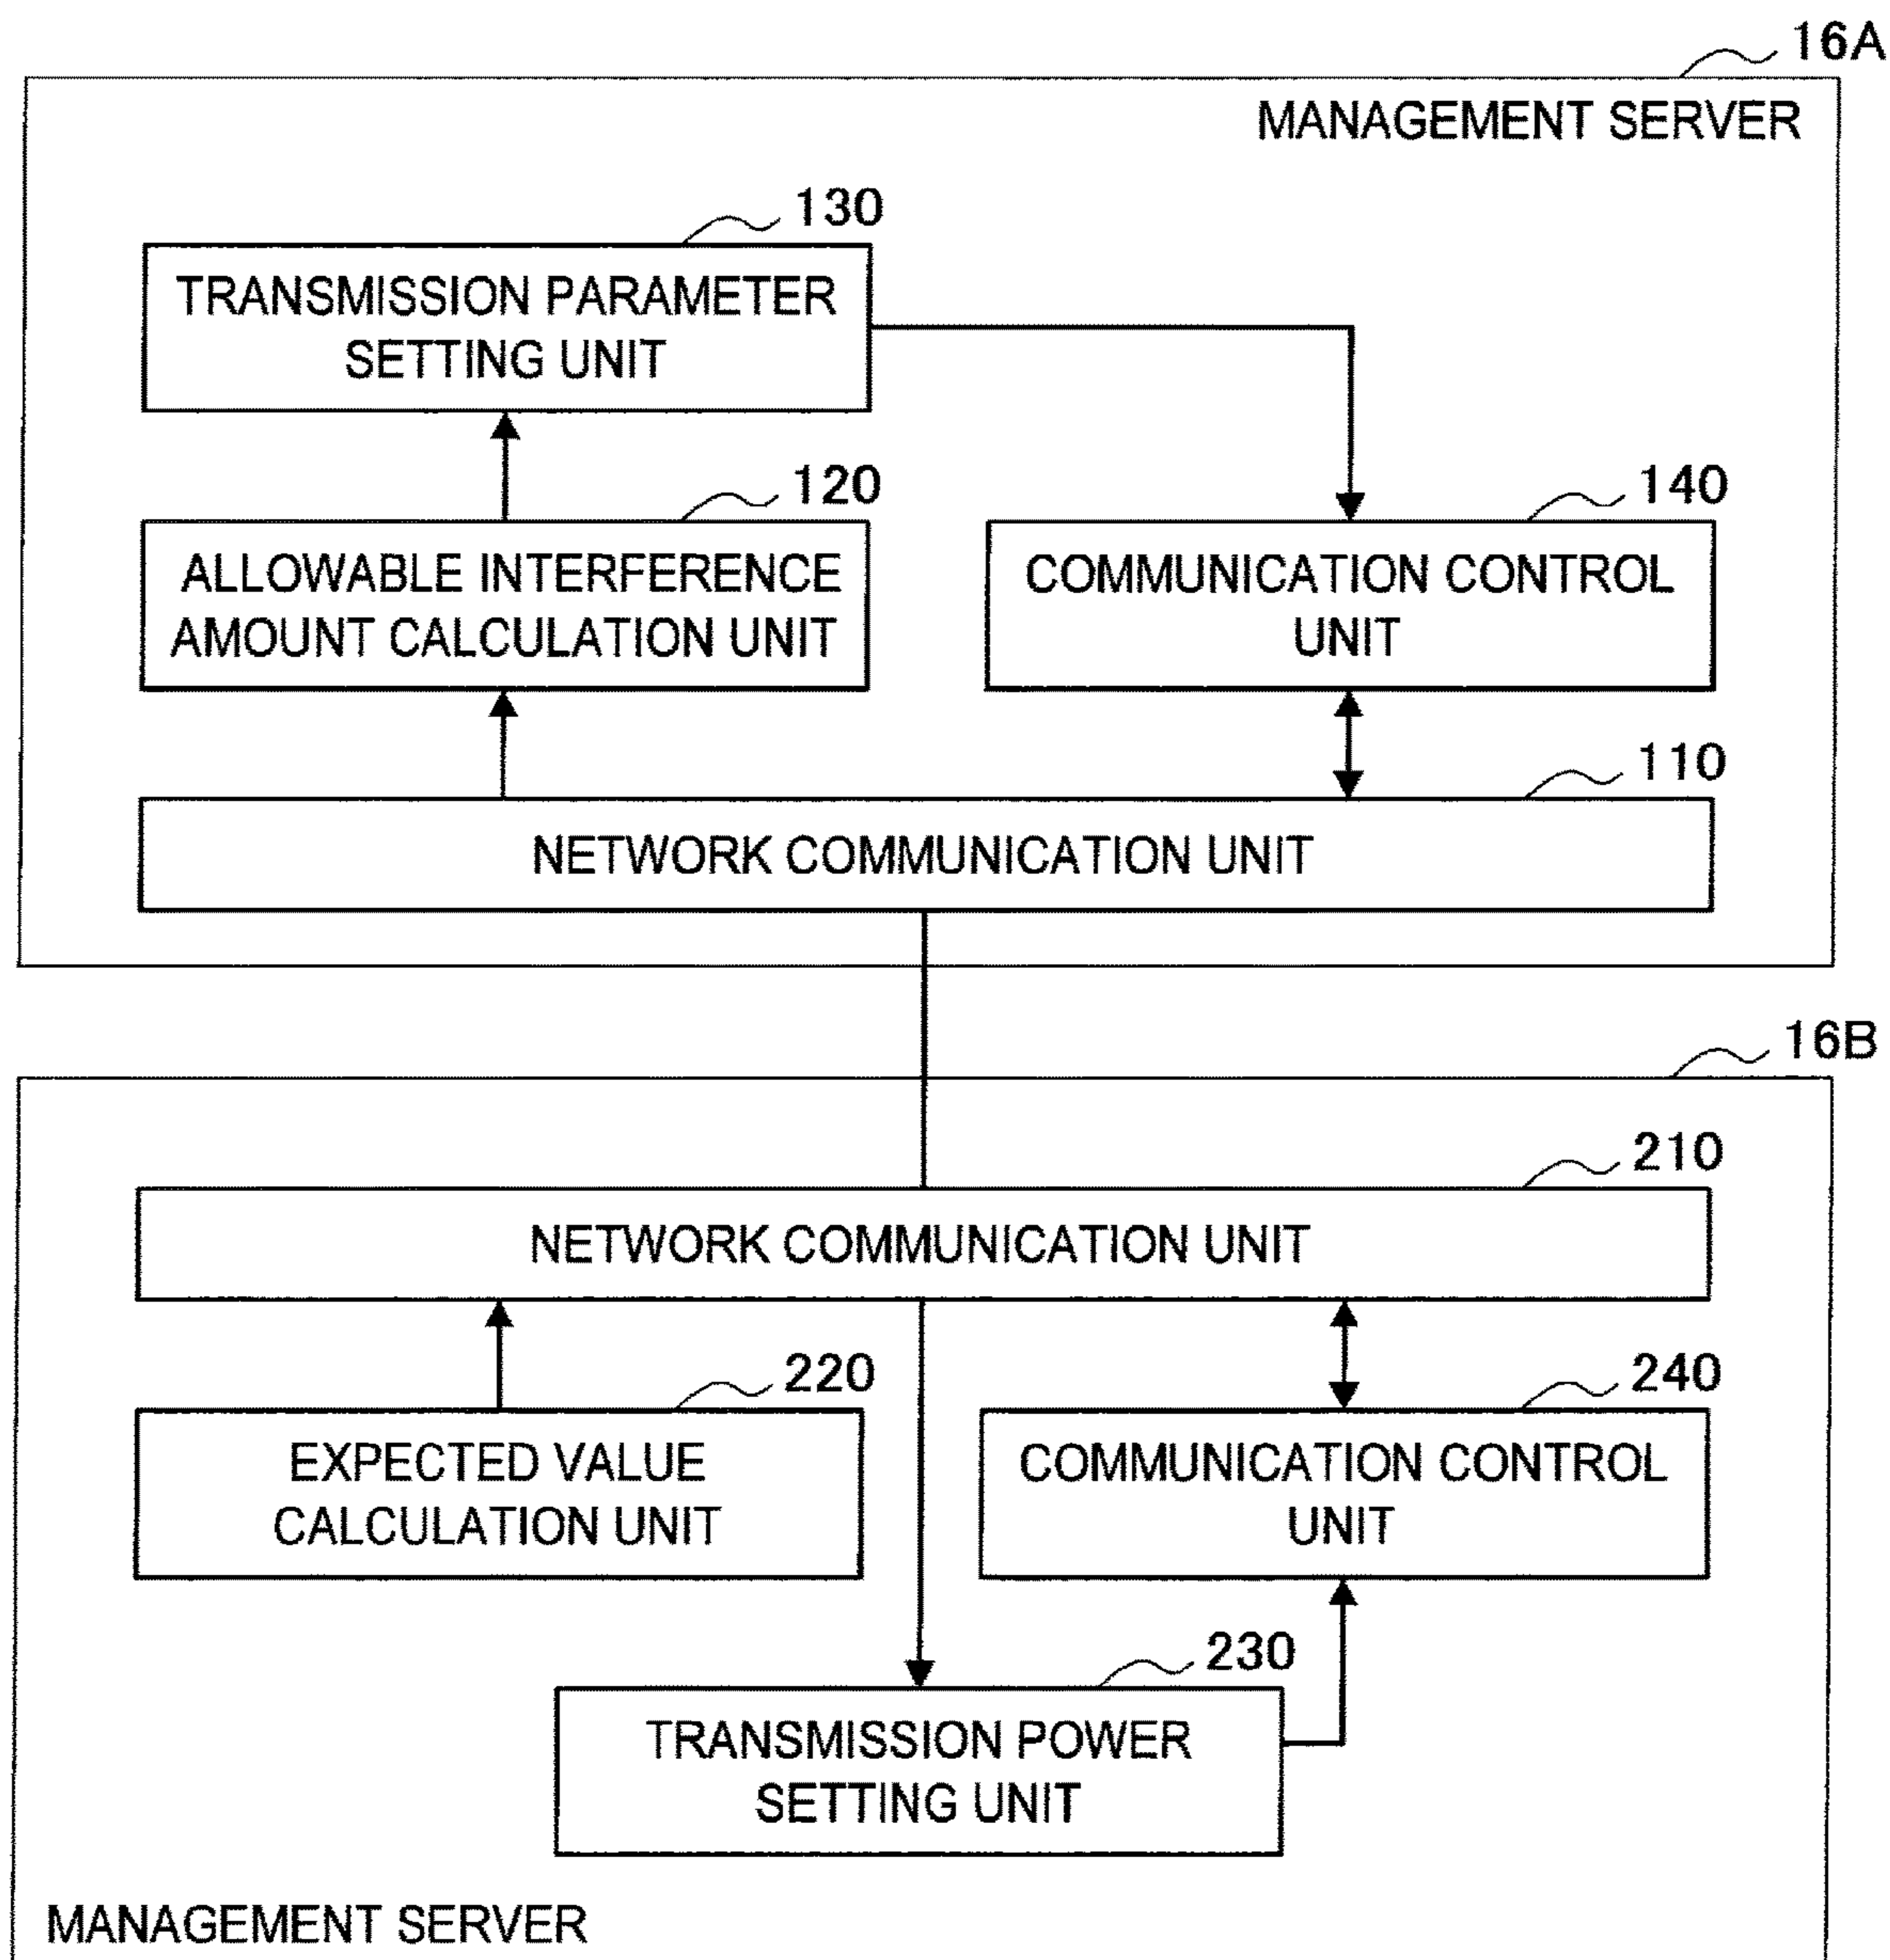 16A
MANAGEMENT SERVER
130
TRANSMISSION PARAMETER
SETTING UNIT
120
ALLOWABLE INTERFERENCE
AMOUNT CALCULATION UNIT
140
COMMUNICATION CONTROL
UNIT
110
NETWORK COMMUNICATION UNIT
16B
210
NETWORK COMMUNICATION UNIT
220
EXPECTED VALUE
CALCULATION UNIT
240
COMMUNICATION CONTROL
UNIT
230
TRANSMISSION POWER
SETTING UNIT
MANAGEMENT SERVER